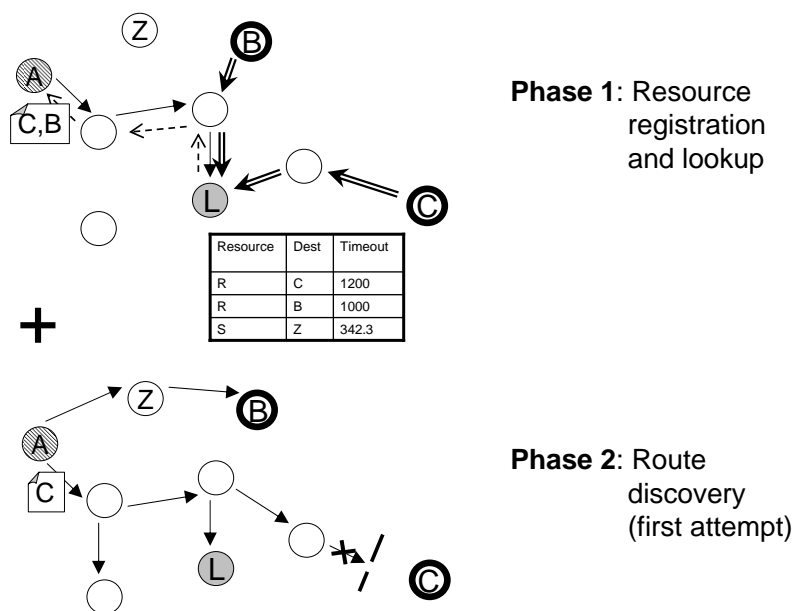 Z
B
A
C,B
L
C
Phase 1: Resource
registration
and lookup
Resource Dest Timeout
R C 1200
R B 1000
S Z 342.3
+
Z
B
A
C
L
C
Phase 2: Route
discovery
(first attempt)